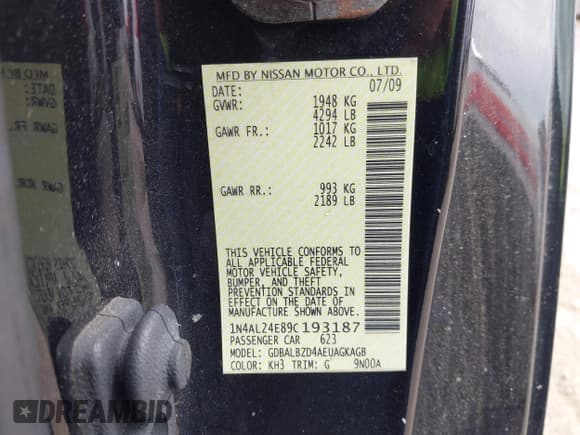 MFD BY NISSAN MOTOR CO., LTD.
DATE: 07/09
GVWR: 1948 KG
4294 LB
GAWR FR.: 1017 KG
2242 LB
GAWR RR.: 993 KG
2189 LB
THIS VEHICLE CONFORMS TO
ALL APPLICABLE FEDERAL
MOTOR VEHICLE SAFETY,
BUMPER, AND THEFT
PREVENTION STANDARDS IN
EFFECT ON THE DATE OF
MANUFACTURE SHOWN ABOVE.
1N4AL24E89C193187
PASSENGER CAR 623
MODEL: GDBALBZD4AEUAGKAGB
COLOR: KH3 TRIM: G 9N00A
DREAMBID